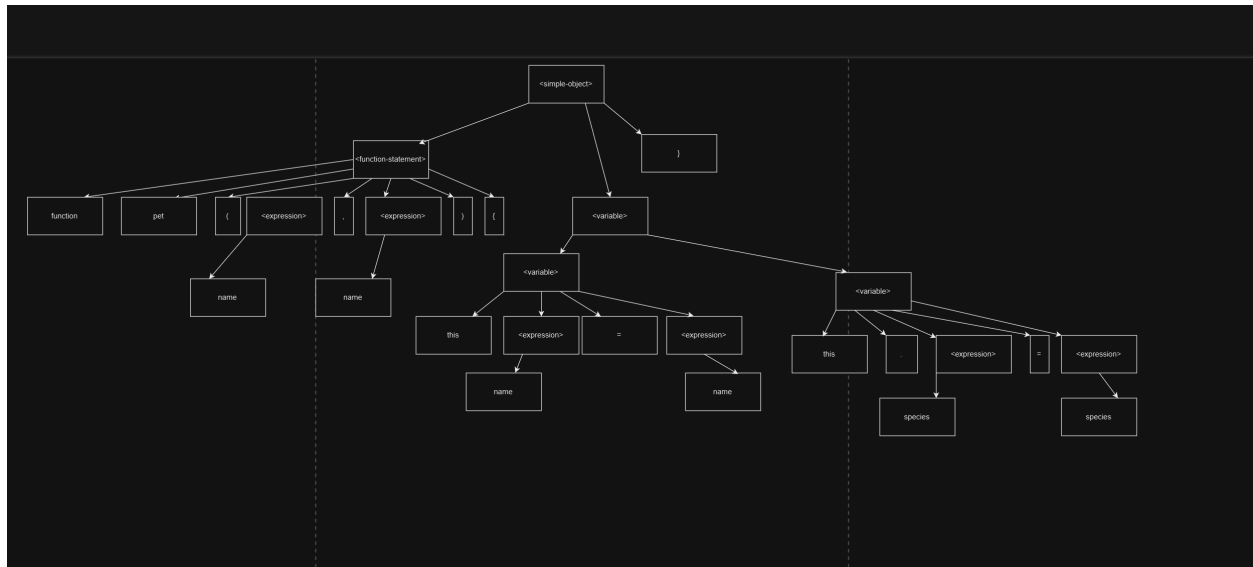 <simple-object>
}
<function-statement>
function
pet
(
<expression>
,
<expression>
)
{
<variable>
name
name
<variable>
<variable>
this
<expression>
=
<expression>
this
.
<expression>
=
<expression>
name
name
species
species